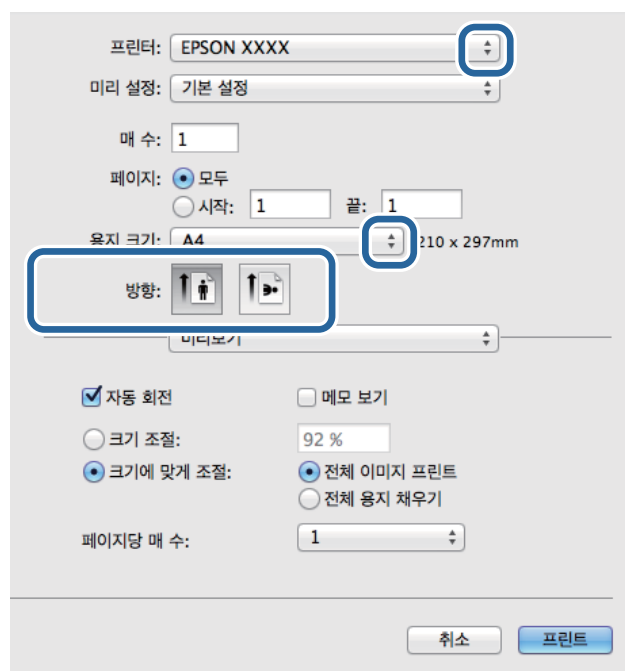 프린터: EPSON XXXX
미리 설정: 기본 설정
매 수: 1
페이지: 모두
시작: 1 끝: 1
용지 크기: A4 210 x 297mm
방향:
미리보기
자동 회전 메모 보기
크기 조절: 92 %
크기에 맞게 조절: 전체 이미지 프린트
전체 용지 채우기
페이지당 매 수: 1
취소 프린트